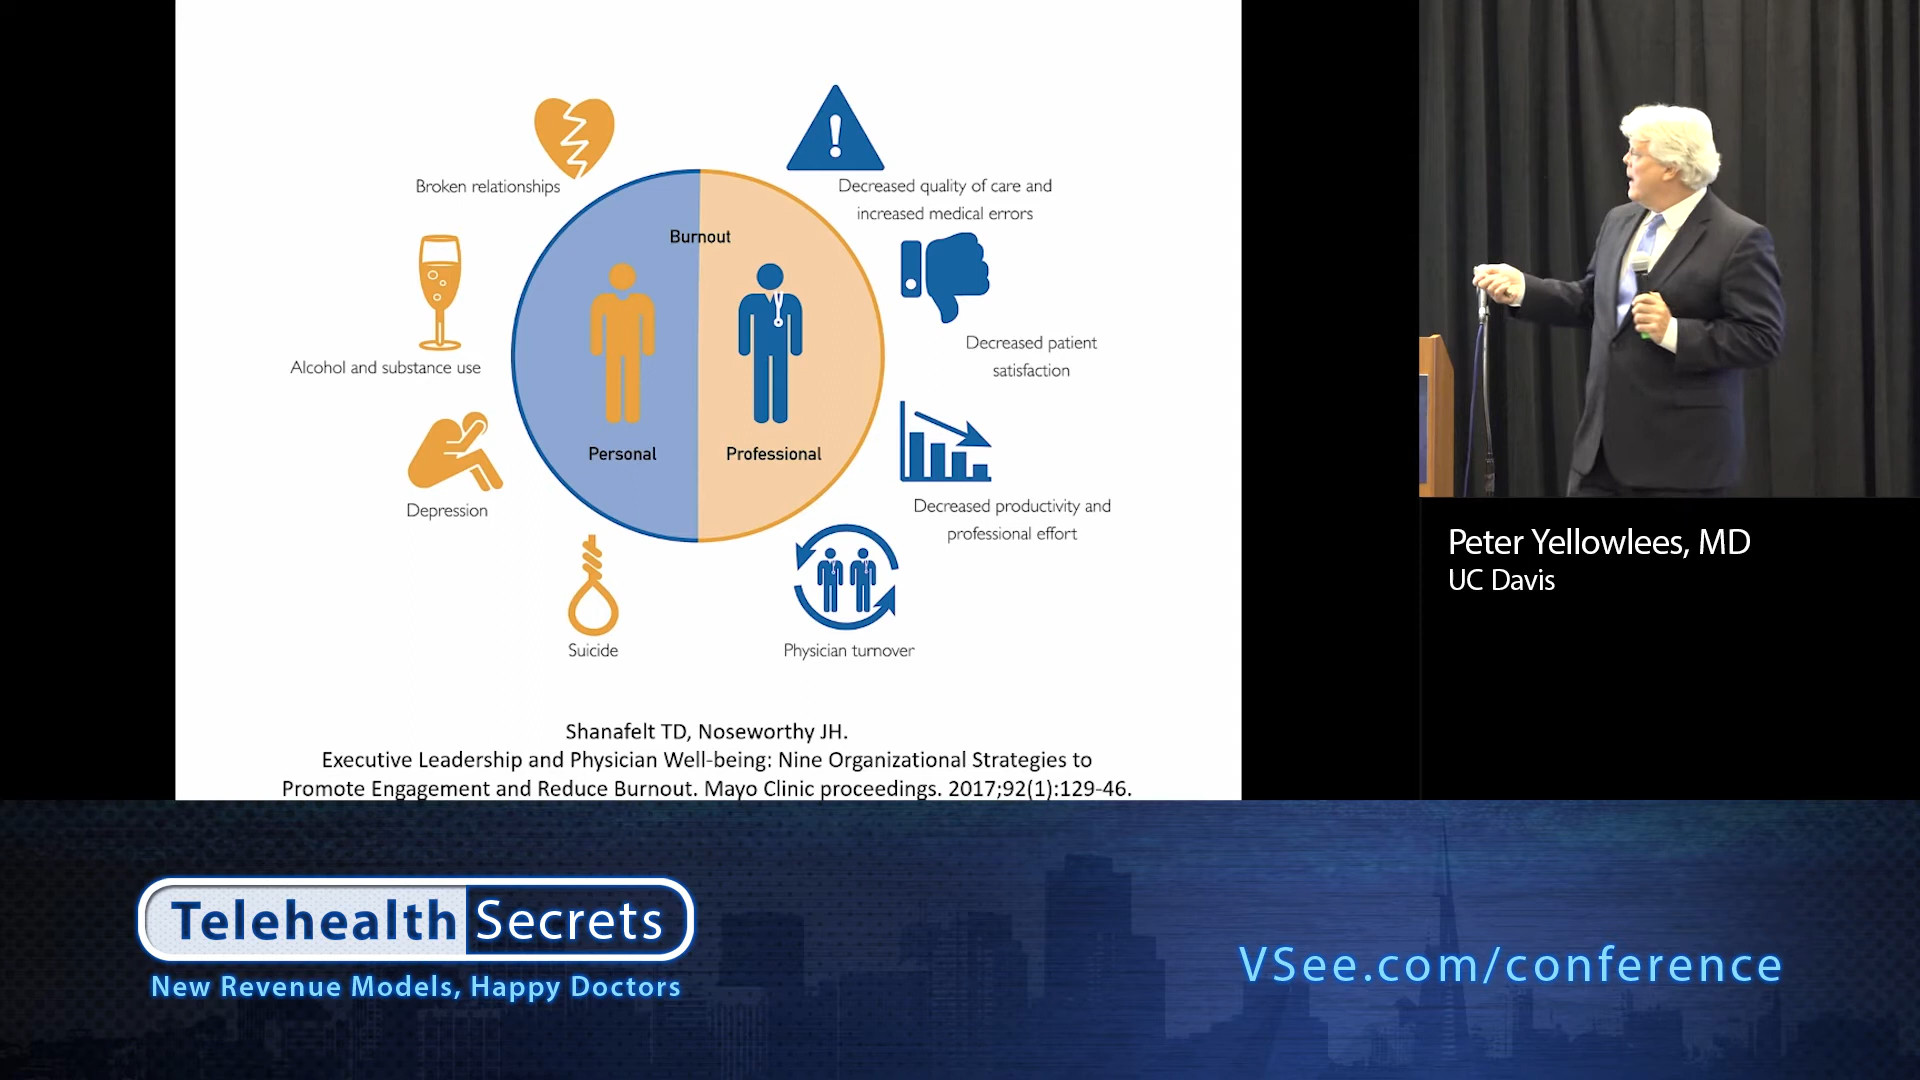 Broken relationships
Decreased quality of care and
increased medical errors
Burnout
Alcohol and substance use
Decreased patient
satisfaction
Personal
Professional
Depression
Decreased productivity and
professional effort
Suicide
Physician turnover
Shanafelt TD, Noseworthy JH.
Executive Leadership and Physician Well-being: Nine Organizational Strategies to
Promote Engagement and Reduce Burnout. Mayo Clinic proceedings. 2017;92(1):129-46.
Peter Yellowlees, MD
UC Davis
Telehealth Secrets
New Revenue Models, Happy Doctors
VSee.com/conference